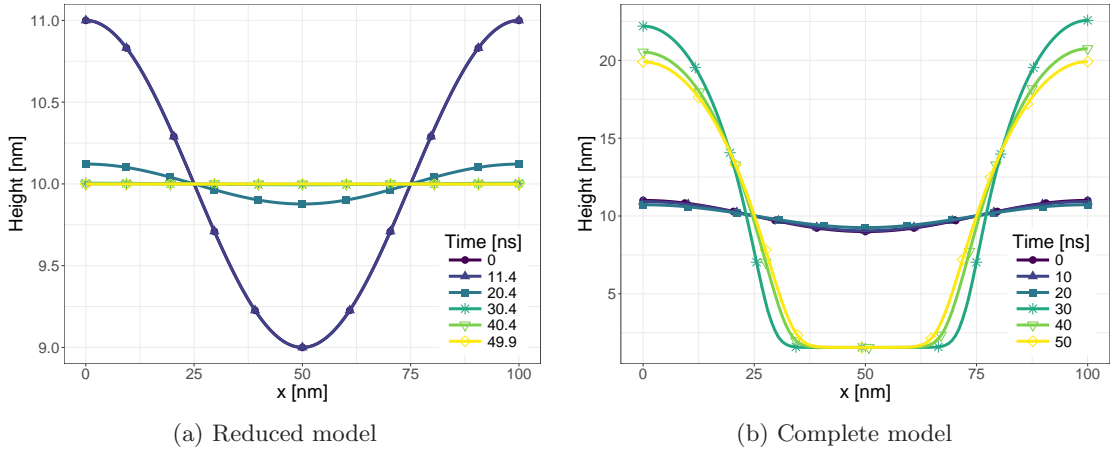 11.0
10.5
10.0
9.5
9.0
Height [nm]
0 25 50 75 100
x [nm]
Time [ns]
0
11.4
20.4
30.4
40.4
49.9
(a) Reduced model
20
15
10
5
Height [nm]
0 25 50 75 100
x [nm]
Time [ns]
0
10
20
30
40
50
(b) Complete model